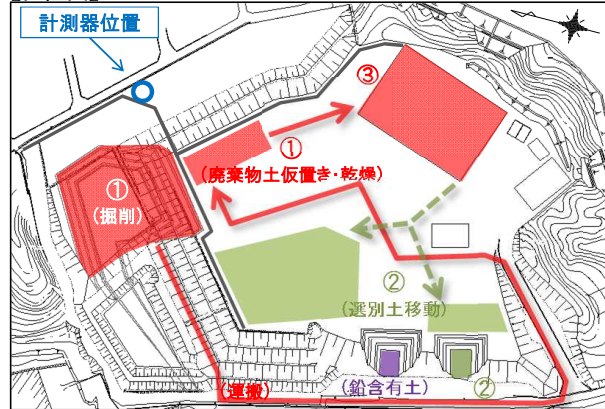 計測器位置
③
①
(廃棄物土仮置き・乾燥)
①
(掘削)
②
(選別土移動)
(運搬)
(鉛含有土)
②